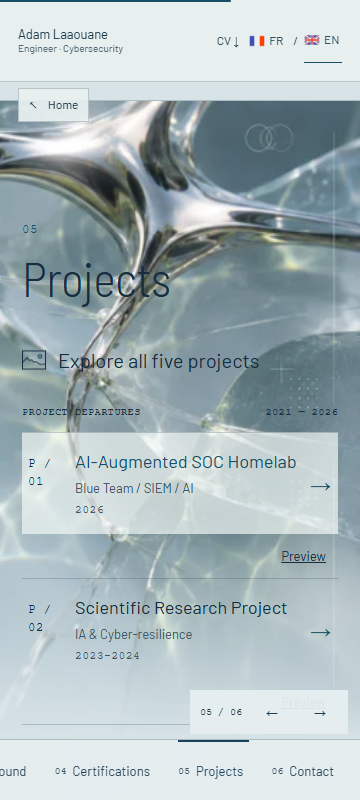 Adam Laaouane
Engineer · Cybersecurity
CV ↓ FR / EN
↖ Home
05
Projects
Explore all five projects
PROJECT DEPARTURES 2021 — 2026
P / 01
AI-Augmented SOC Homelab
Blue Team / SIEM / AI
2026
→
Preview
P / 02
Scientific Research Project
IA & Cyber-resilience
2023–2024
→
Preview
05 / 06 ← →
ound 04 Certifications 05 Projects 06 Contact